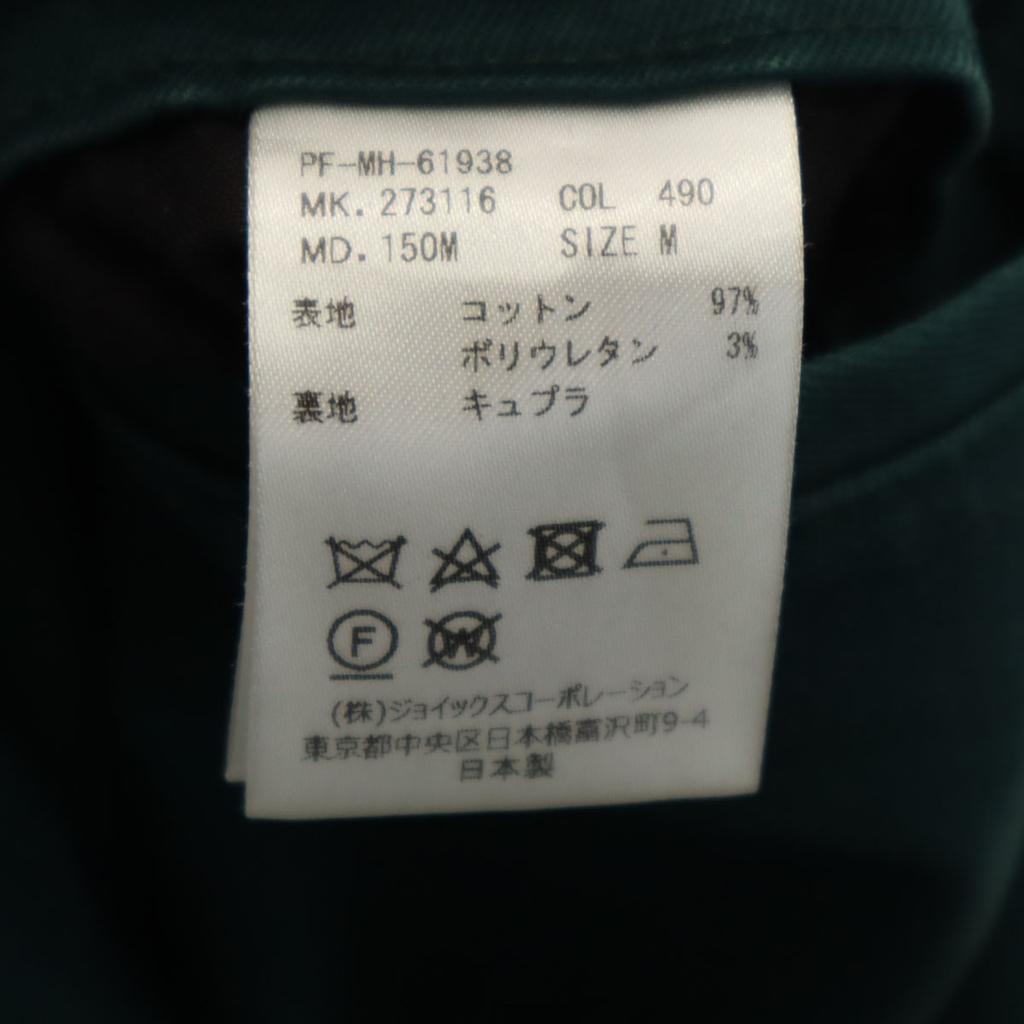 PF-MH-61938
MK. 273116 COL 490
MD. 150M SIZE M
表地 コットン 97%
ポリウレタン 3%
裏地 キュプラ
F W
(株)ジョイックスコーポレーション
東京都中央区日本橋富沢町9-4
日本製